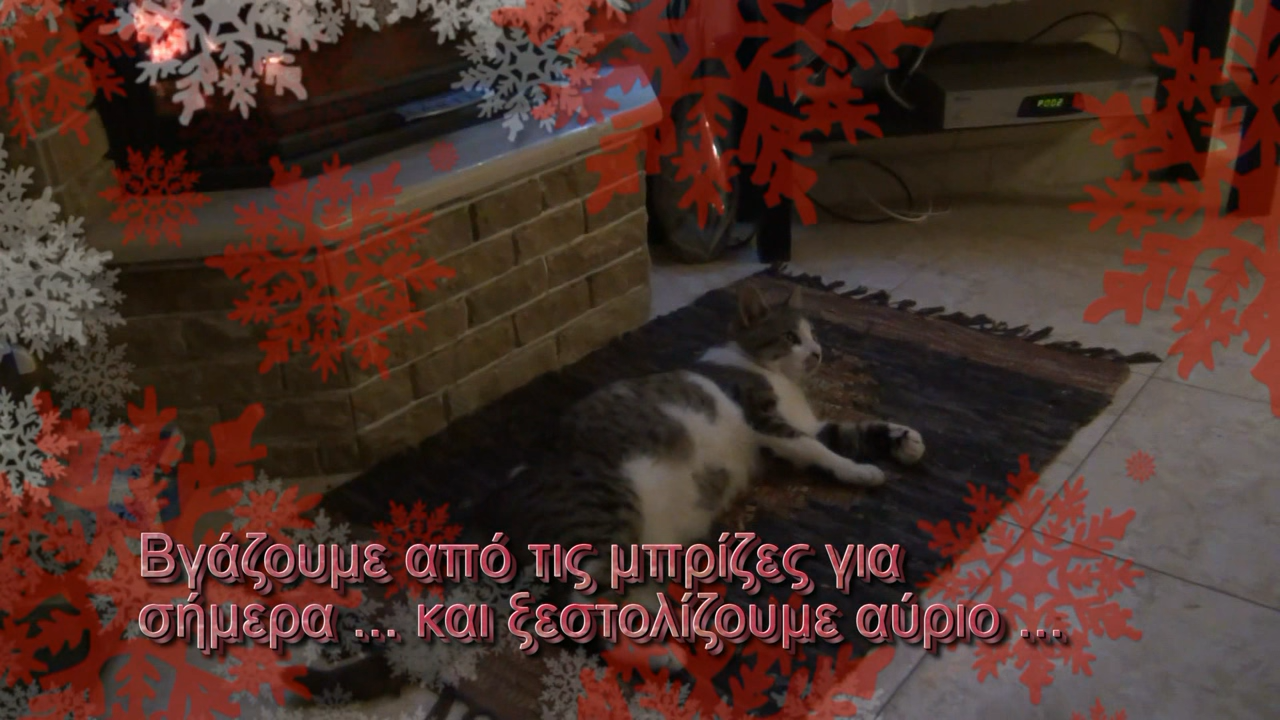 Βγάζουμε από τις μπρίζες για
σήμερα ... και ξεστολίζουμε αύριο ...